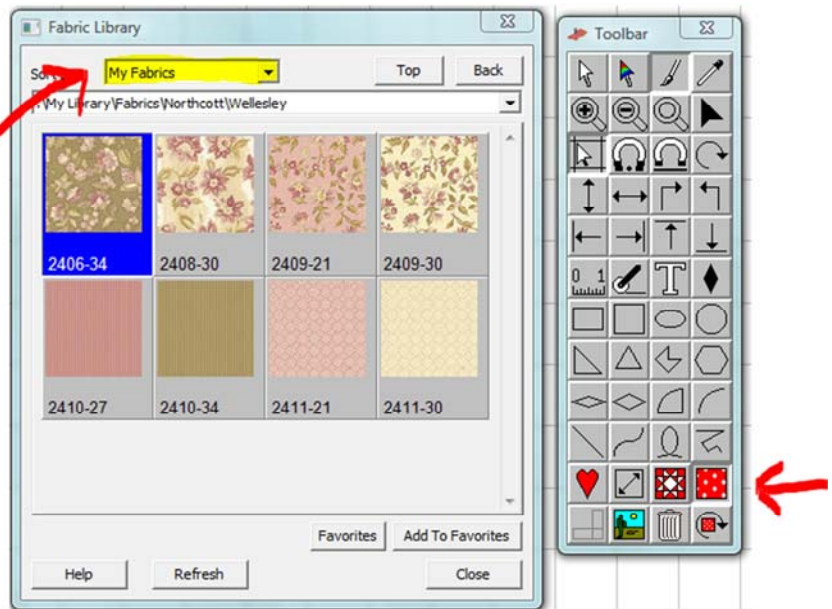 Fabric Library
My Fabrics
Top
Back
My Library\Fabrics\Northcott\Wellesley
2406-34
2408-30
2409-21
2409-30
2410-27
2410-34
2411-21
2411-30
Favorites
Add To Favorites
Help
Refresh
Close
Toolbar
0 1
T